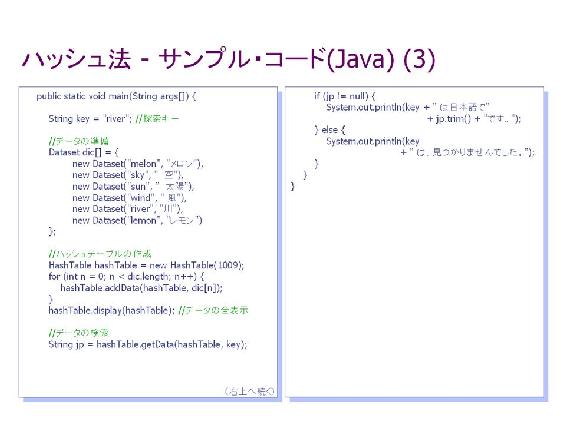 ハッシュ法 - サンプル・コード(Java) (3)
public static void main(String args[]) {
String key = "river"; //探索キー
//データの準備
Dataset dic[] = {
new Dataset("melon", "メロン"),
new Dataset("sky", " 空"),
new Dataset("sun", " 太陽"),
new Dataset("wind", " 風"),
new Dataset("river", "川"),
new Dataset("lemon", "レモン")
};
//ハッシュテーブルの作成
HashTable hashTable = new HashTable(1009);
for (int n = 0; n < dic.length; n++) {
hashTable.addData(hashTable, dic[n]);
}
hashTable.display(hashTable); //データの全表示
//データの検索
String jp = hashTable.getData(hashTable, key);
（右上へ続く）
if (jp != null) {
System.out.println(key + " は日本語で"
+ jp.trim() + "です。");
} else {
System.out.println(key
+ " は、見つかりませんでした。");
}
}
}